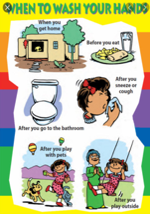 WHEN TO WASH YOUR HANDS
When you
get home
Before you eat
After you
sneeze or
cough
After you go to the bathroom
After you play
with pets
After you
play outside